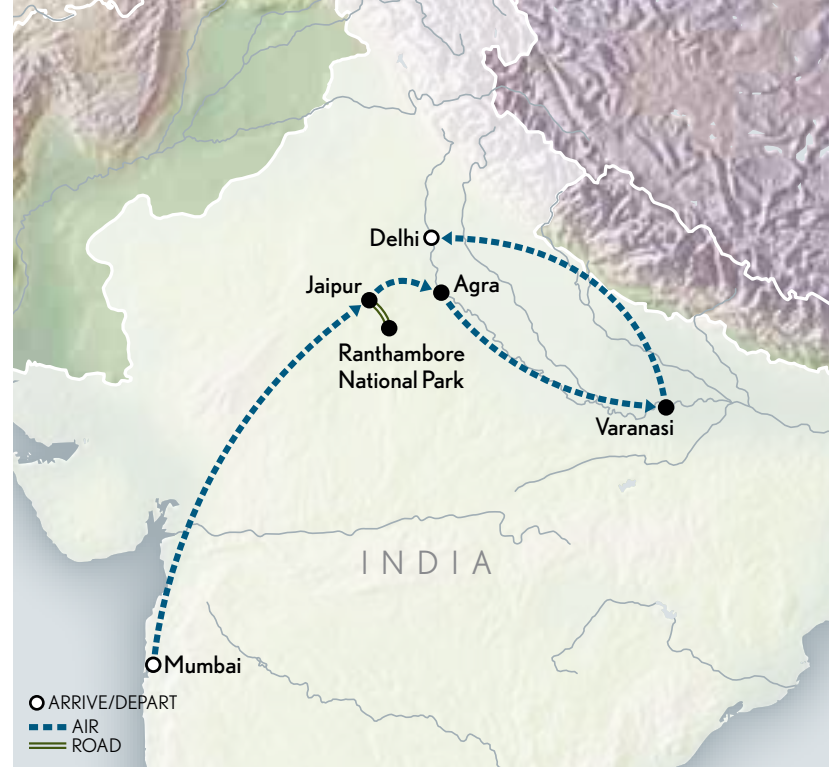 Delhi
Jaipur
Agra
Ranthambore
National Park
Varanasi
INDIA
Mumbai
ARRIVE/DEPART
AIR
ROAD